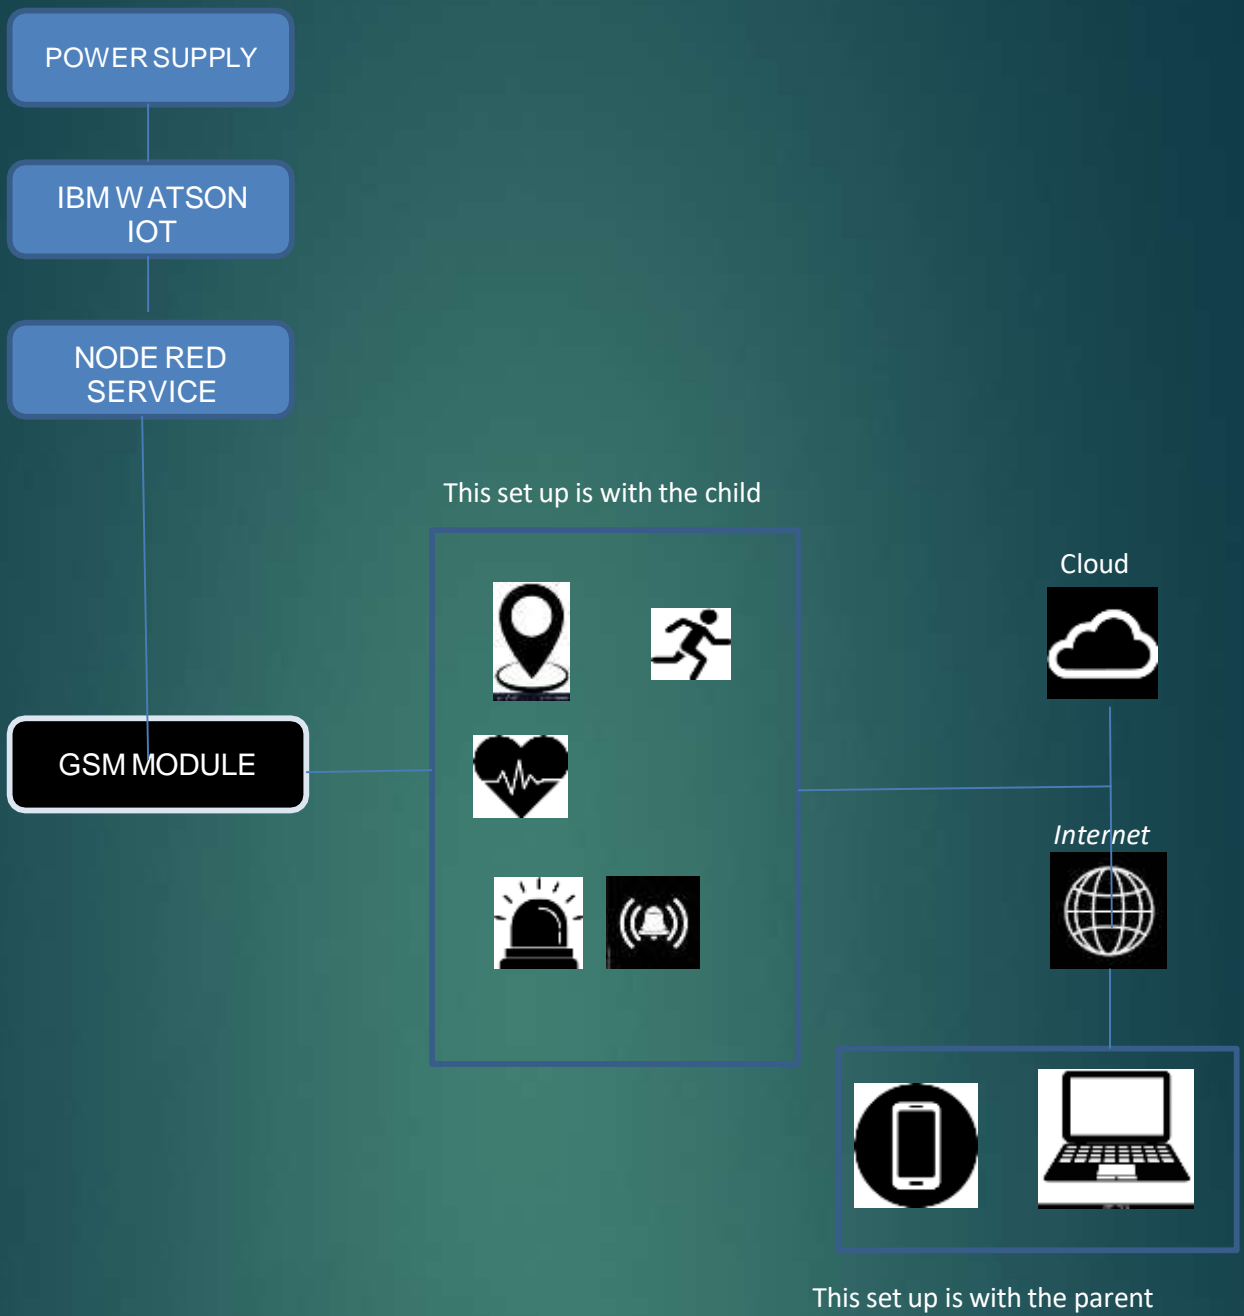 POWER SUPPLY
IBM WATSON
IOT
NODE RED
SERVICE
This set up is with the child
Cloud
GSM MODULE
Internet
This set up is with the parent